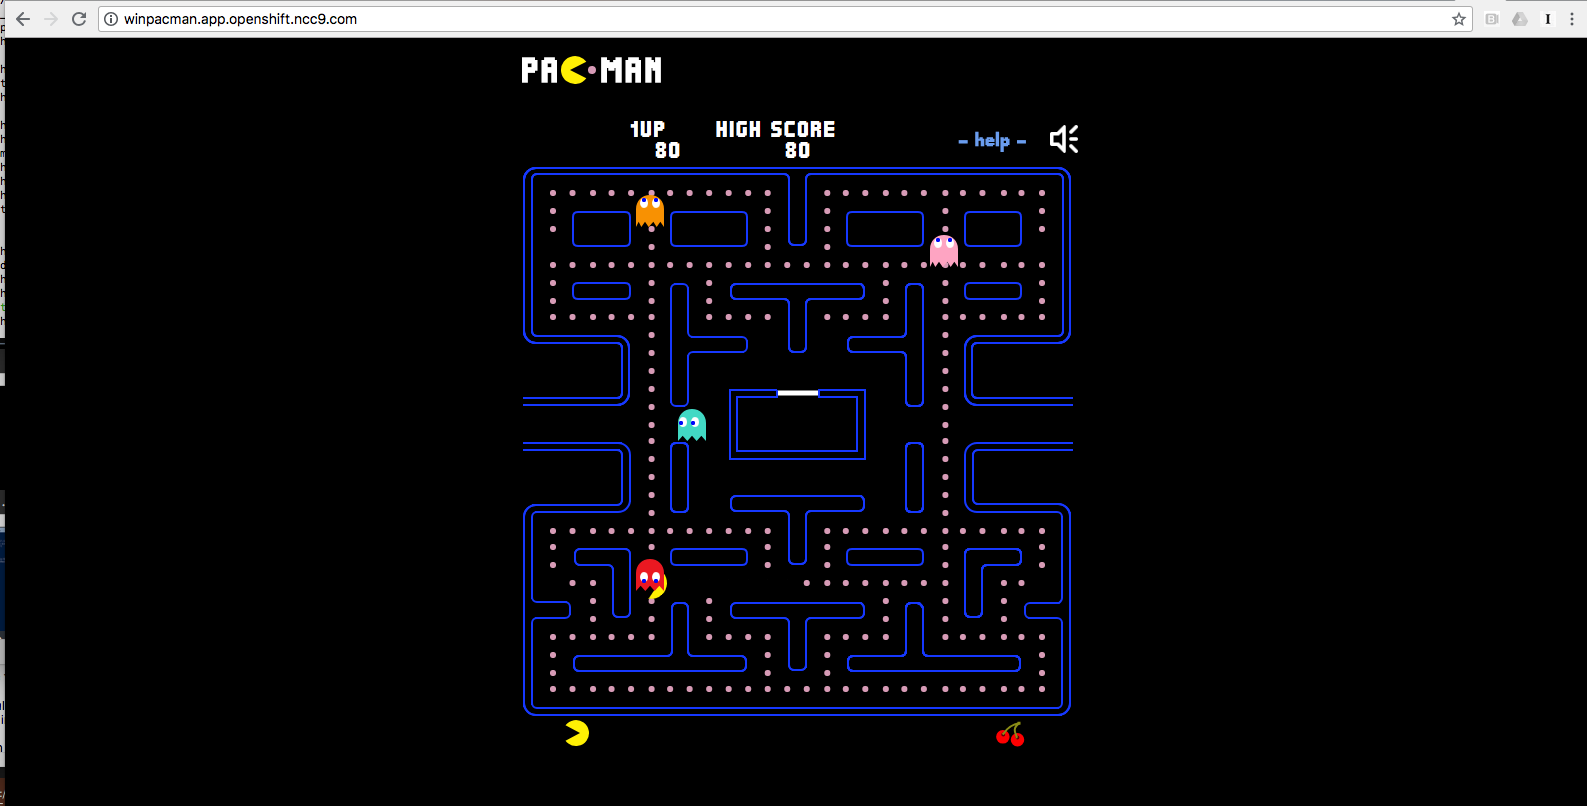 winpacman.app.openshift.ncc9.com
PAC-MAN
1UP HIGH SCORE
80 80
- help -